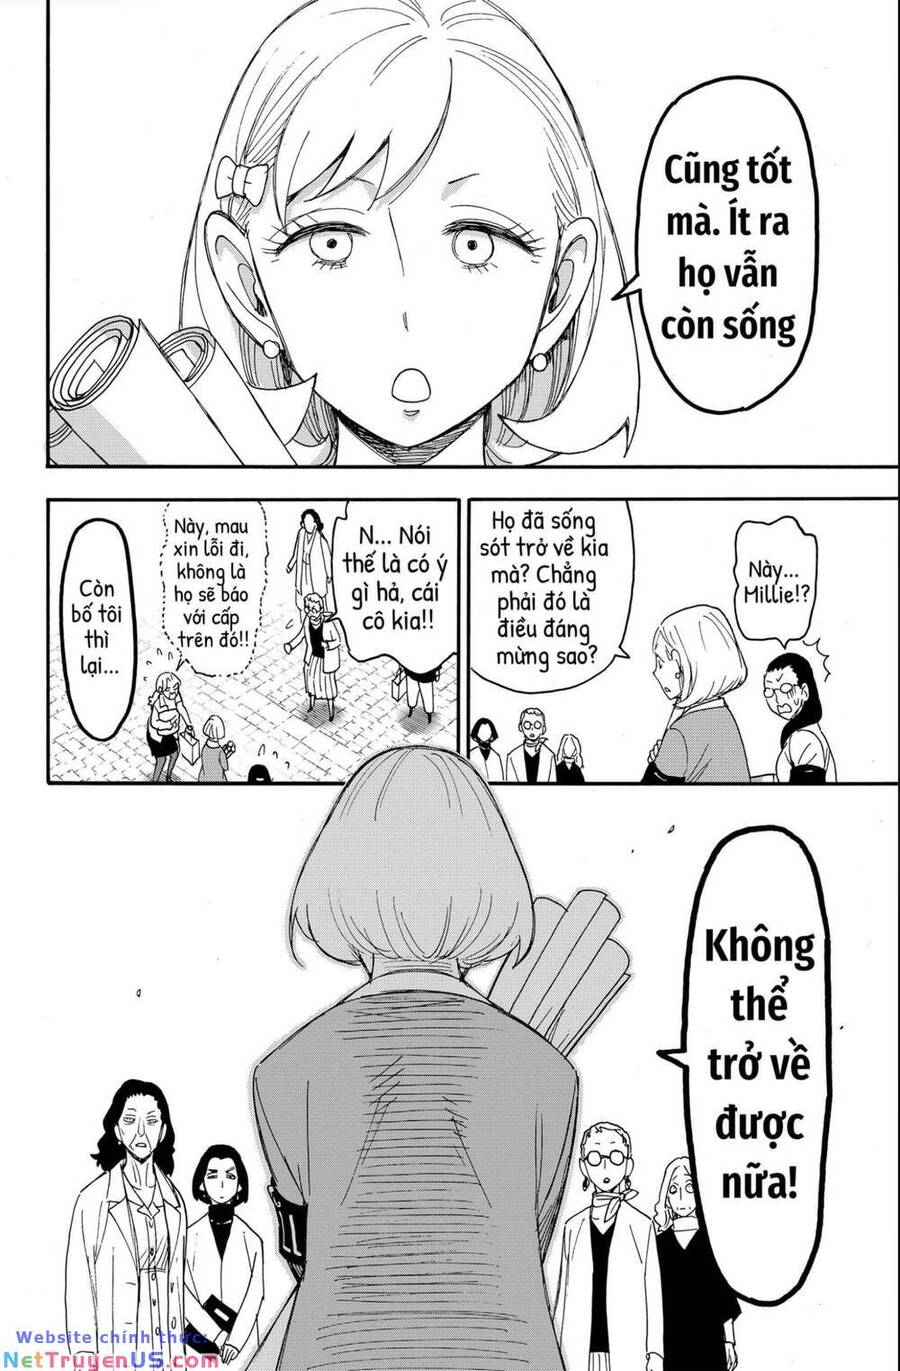 Cũng tốt
mà. Ít ra
họ vẫn
còn sống
Này...
Millie!?
Họ đã sống
sót trở về kia
mà? Chẳng
phải đó là
điều đáng
mừng sao?
N... Nói
thế là có ý
gì hả, cái
cô kia!!
Này, mau
xin lỗi đi,
không là
họ sẽ báo
với cấp
trên đó!!
Còn
bố tôi
thì
lại...
Không
thể
trở về
được
nữa!
Website chính thức:
NetTruyenUS.com